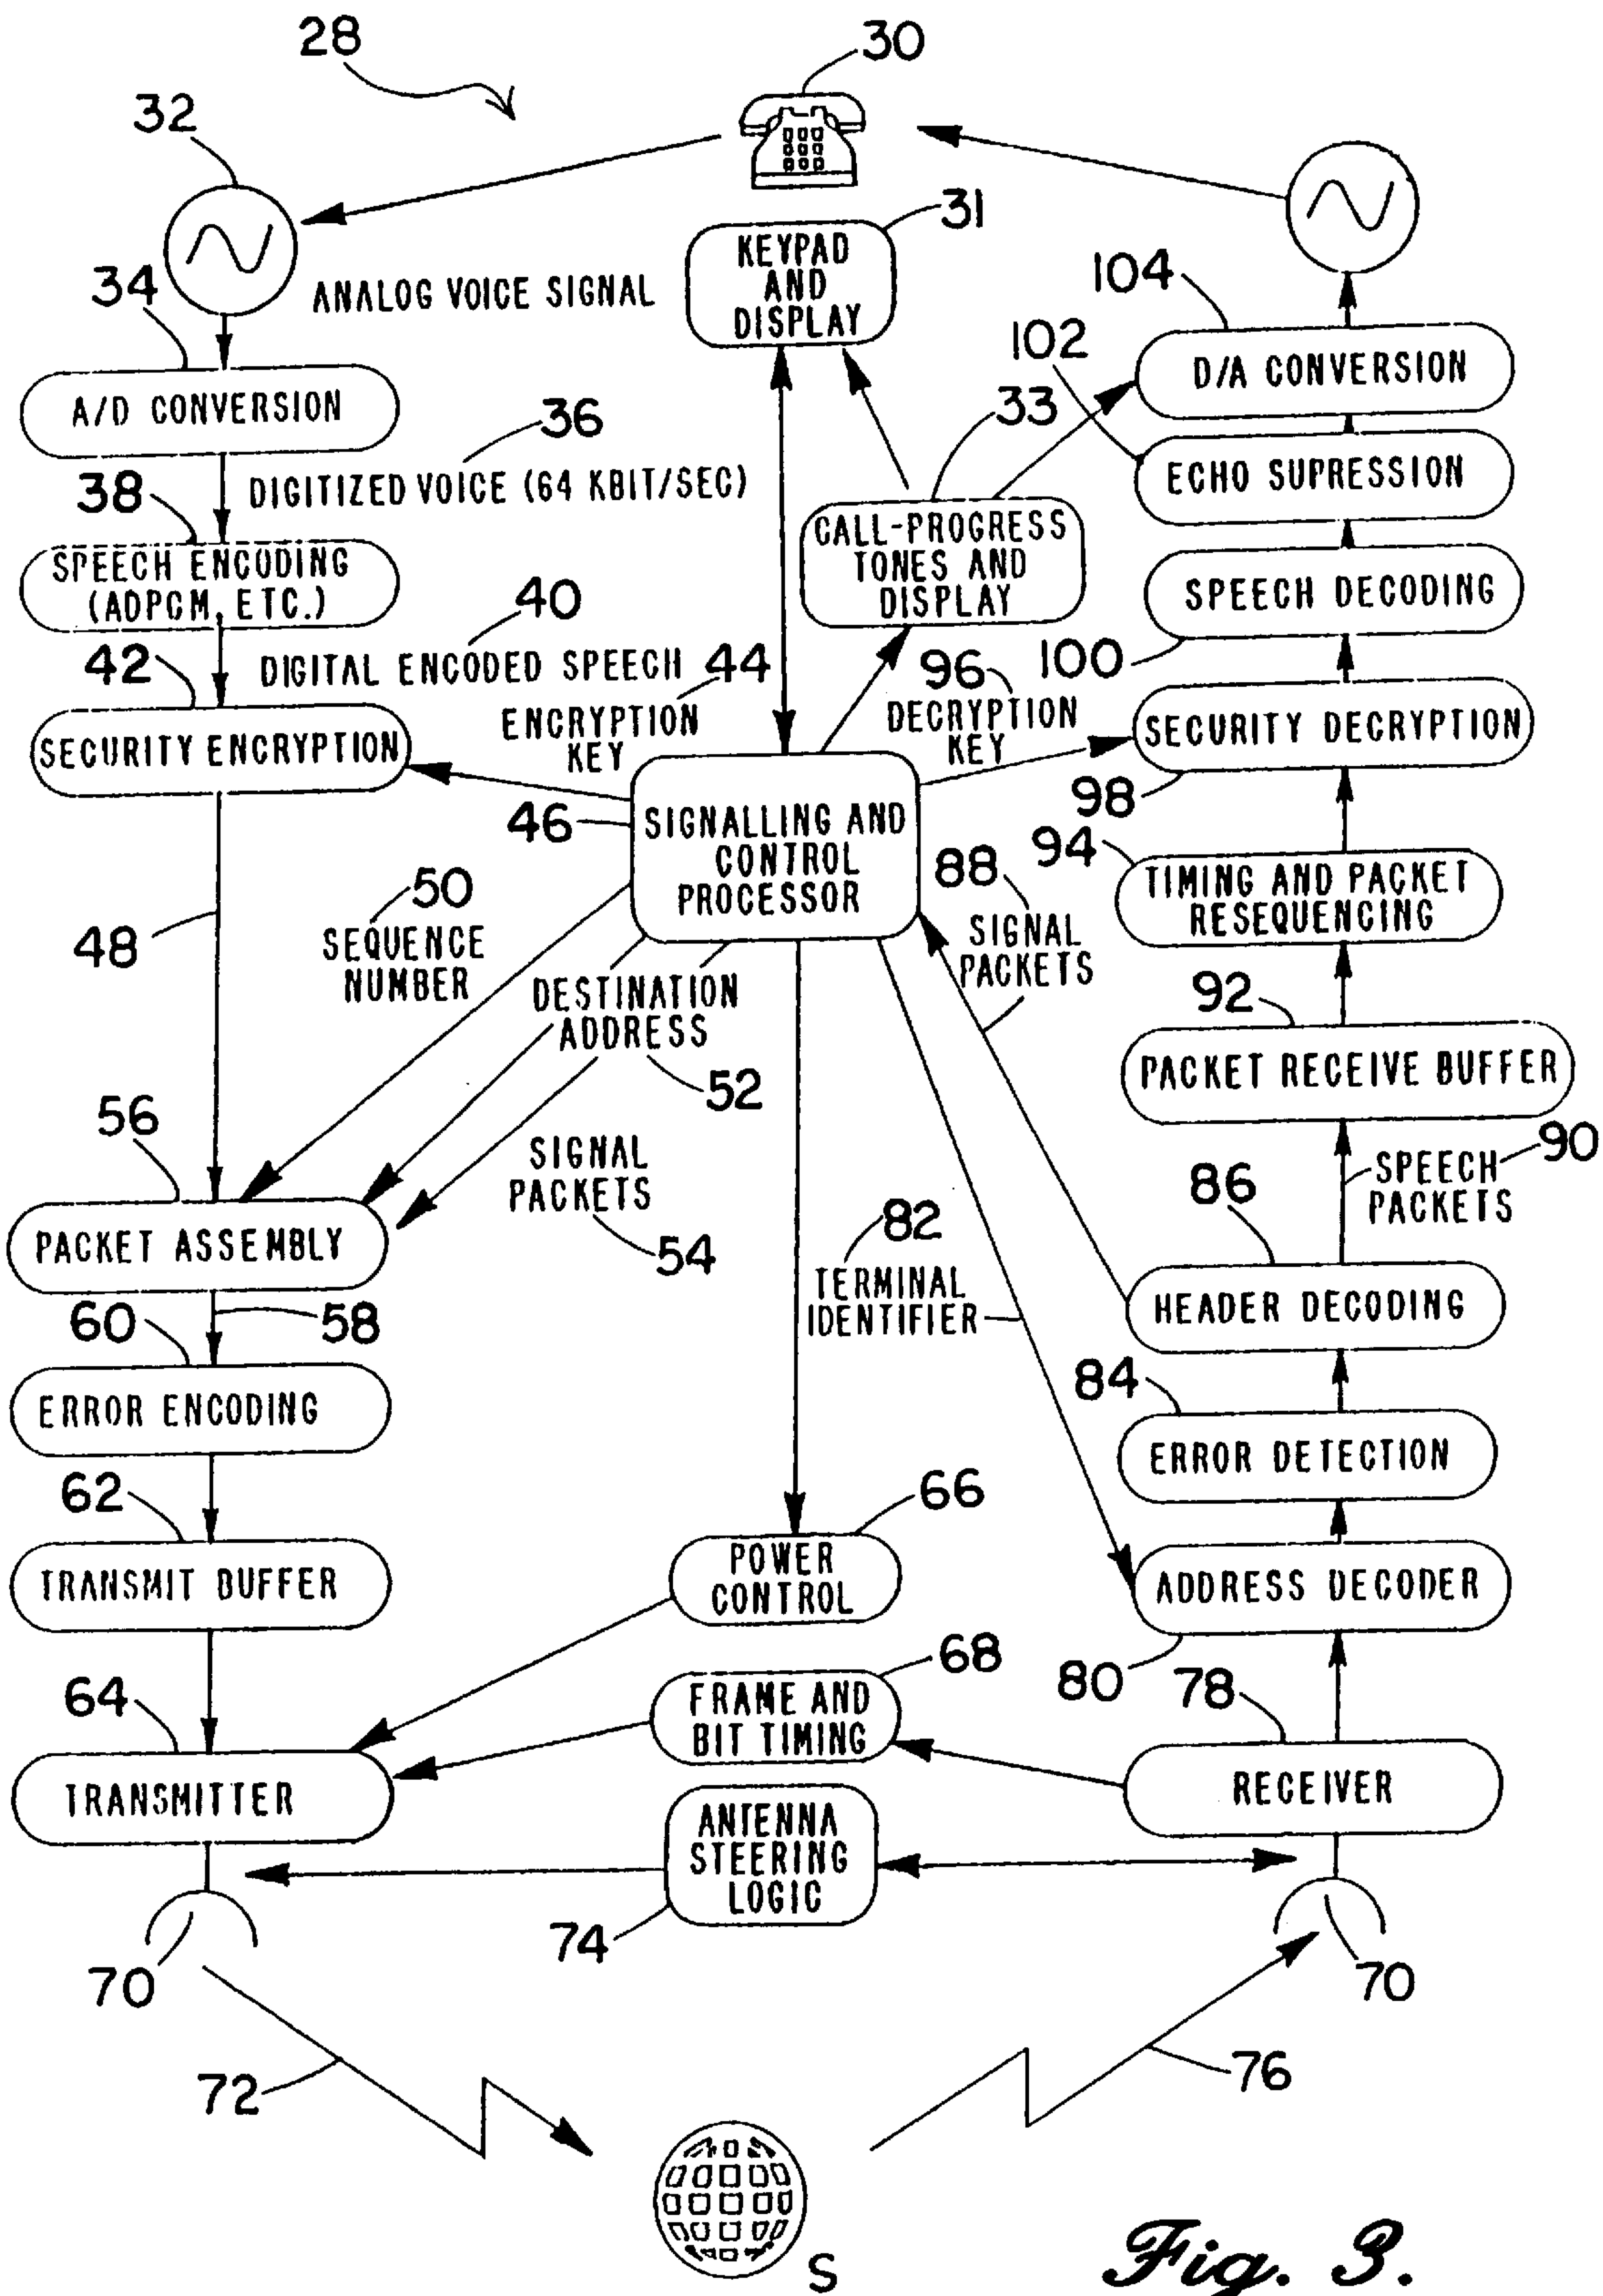 28
30
32
31
KEYPAD
AND
DISPLAY
34
ANALOG VOICE SIGNAL
104
102
D/A CONVERSION
A/D CONVERSION
36
33
ECHO SUPRESSION
38
DIGITIZED VOICE (64 KBIT/SEC)
CALL-PROGRESS
TONES AND
DISPLAY
SPEECH ENCODING
(ADPCM, ETC.)
40
SPEECH DECODING
42
DIGITAL ENCODED SPEECH
44
96
100
ENCRYPTION
KEY
DECRYPTION
KEY
SECURITY ENCRYPTION
SECURITY DECRYPTION
98
46
SIGNALLING AND
CONTROL
PROCESSOR
94
88
TIMING AND PACKET
RESEQUENCING
50
SEQUENCE
NUMBER
48
SIGNAL
PACKETS
DESTINATION
ADDRESS
92
52
PACKET RECEIVE BUFFER
56
SIGNAL
PACKETS
54
90
SPEECH
PACKETS
86
PACKET ASSEMBLY
82
TERMINAL
IDENTIFIER
HEADER DECODING
60
58
84
ERROR ENCODING
ERROR DETECTION
62
66
POWER
CONTROL
TRANSMIT BUFFER
ADDRESS DECODER
80
78
64
68
FRAME AND
BIT TIMING
TRANSMITTER
RECEIVER
ANTENNA
STEERING
LOGIC
74
70
70
72
76
S
Fig. 3.